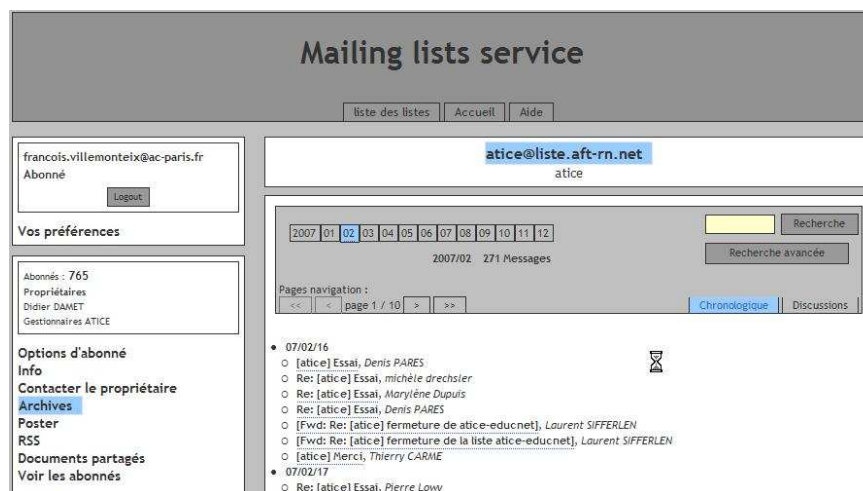 Mailing lists service
liste des listes Accueil Aide
francois.villemonteix@ac-paris.fr
Abonné
Logout
Vos préférences
Abonnés : 765
Propriétaires
Didier DAMET
Gestionnaires ATICE
Options d'abonné
Info
Contacter le propriétaire
Archives
Poster
RSS
Documents partagés
Voir les abonnés
atice@liste.aft-rn.net
atice
2007 01 02 03 04 05 06 07 08 09 10 11 12
Recherche
2007/02 271 Messages
Recherche avancée
Pages navigation :
<< < page 1 / 10 > >>
Chronologique Discussions
• 07/02/16
○ [atice] Essai, Denis PARES
○ Re: [atice] Essai, michèle drechsler
○ Re: [atice] Essai, Marylène Dupuis
○ Re: [atice] Essai, Denis PARES
○ [Fwd: Re: [atice] fermeture de atice-educnet], Laurent SIFFERLEN
○ [Fwd: Re: [atice] fermeture de la liste atice-educnet], Laurent SIFFERLEN
○ [atice] Merci, Thierry CARME
• 07/02/17
○ Re: [atice] Essai, Pierre Lowy